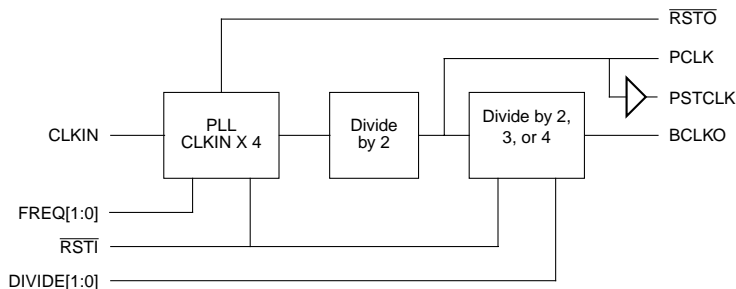 RSTO
PCLK
PSTCLK
BCLKO
CLKIN
PLL
CLKIN X 4
Divide
by 2
Divide by 2,
3, or 4
FREQ[1:0]
RSTI
DIVIDE[1:0]